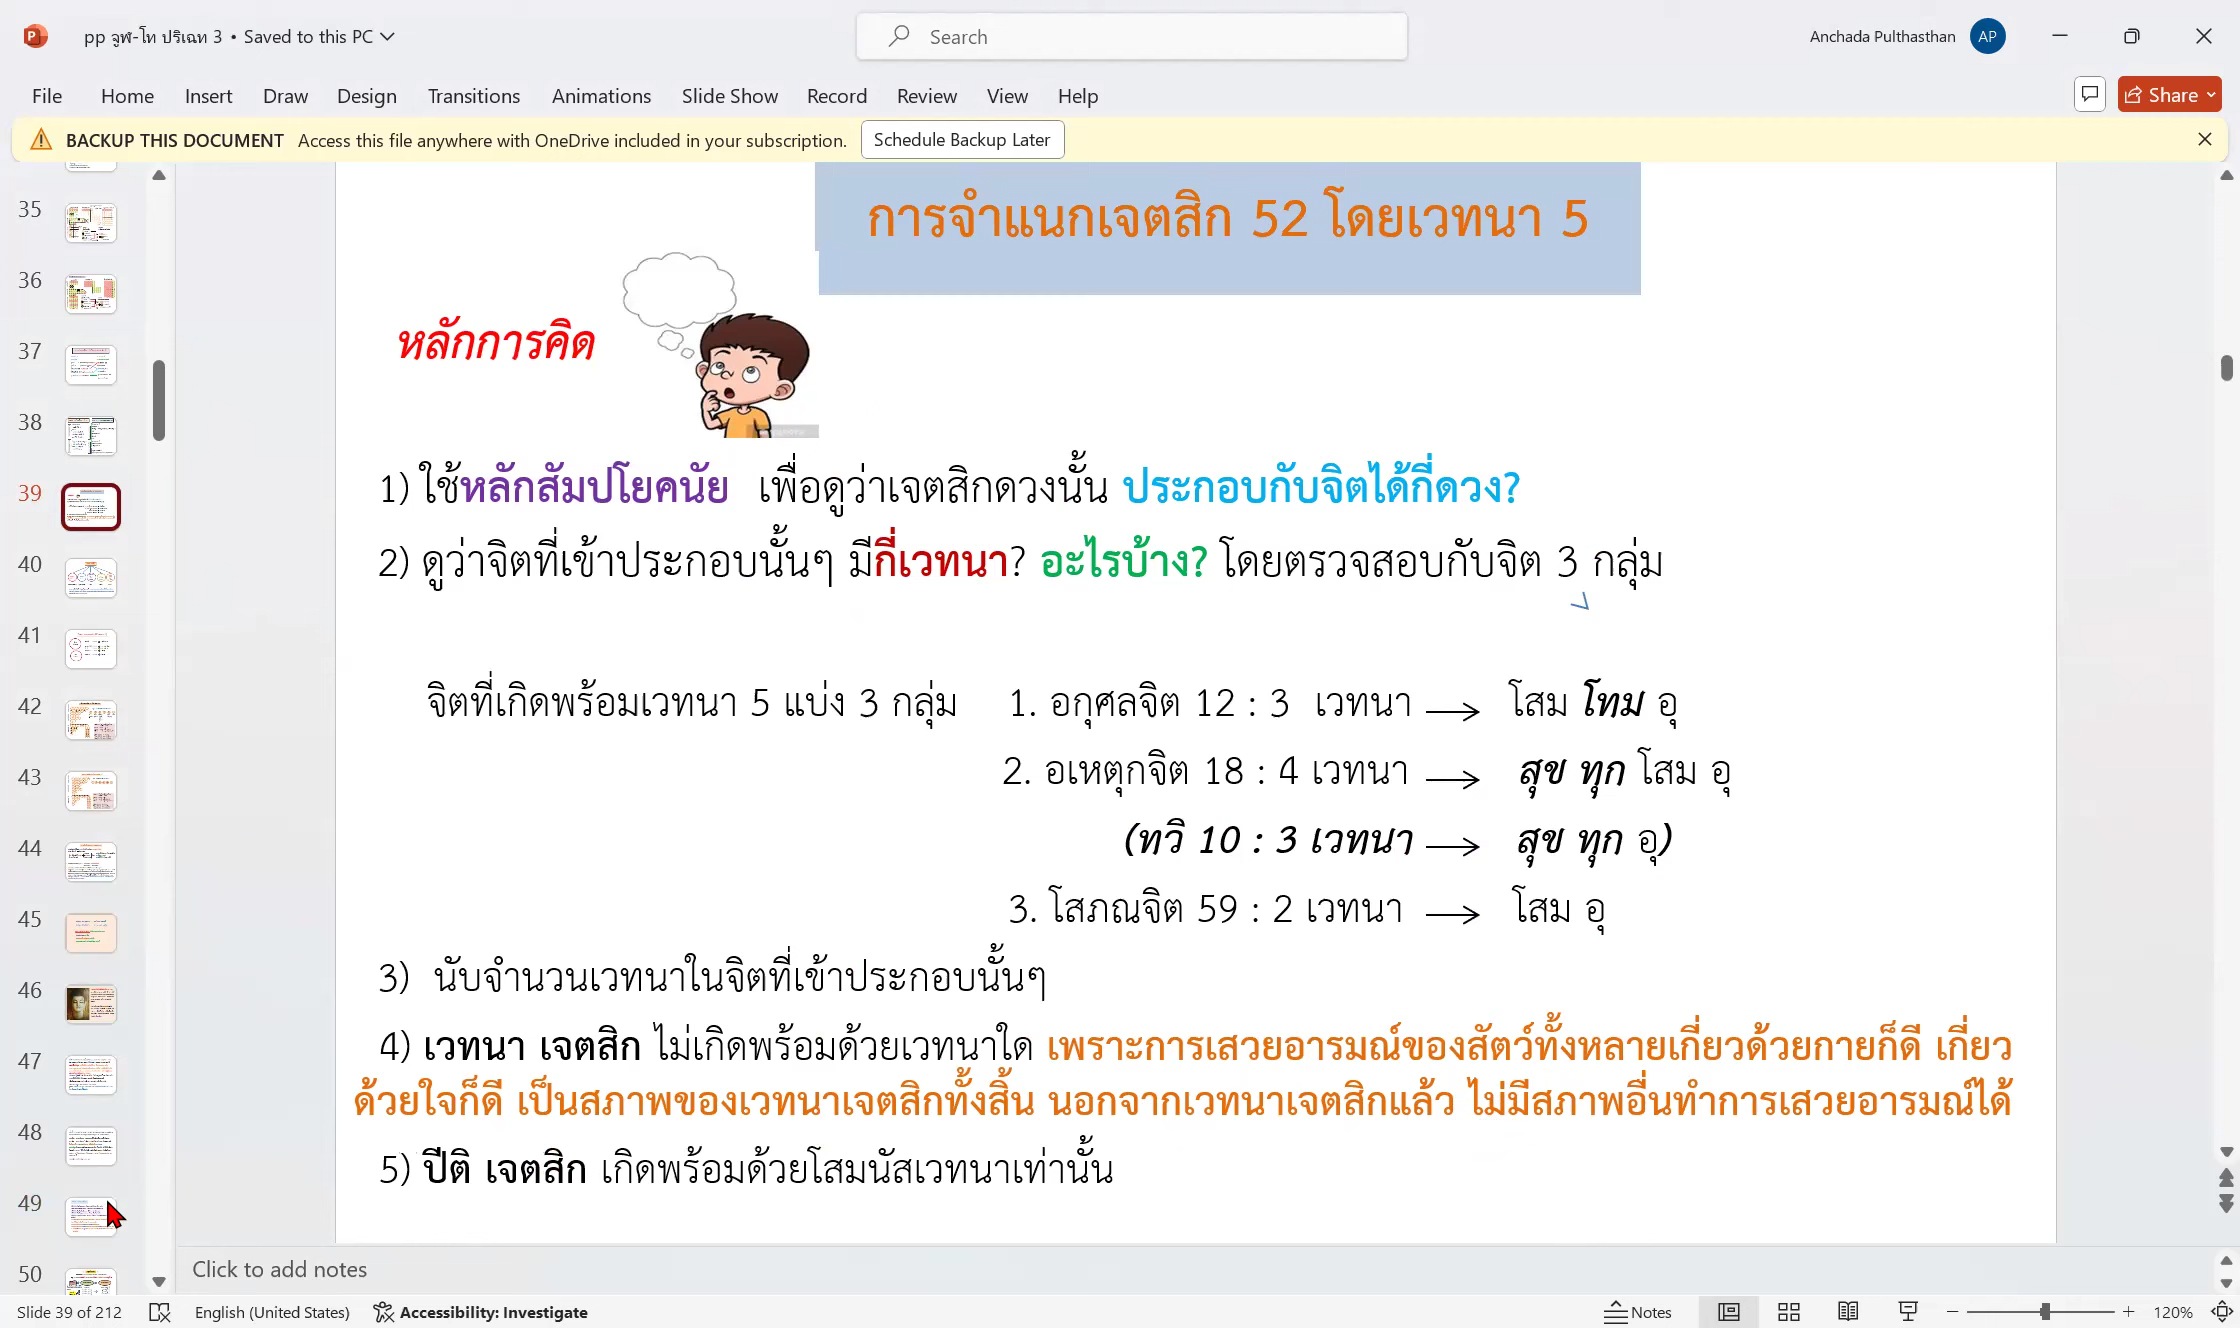 pp จูฬ-โท ปริเฉท 3 • Saved to this PC
Search
Anchada Pulthasthan
AP
File Home Insert Draw Design Transitions Animations Slide Show Record Review View Help
Share
BACKUP THIS DOCUMENT Access this file anywhere with OneDrive included in your subscription. Schedule Backup Later
35
36
37
38
39
40
41
42
43
44
45
46
47
48
49
50
การจำแนกเจตสิก 52 โดยเวทนา 5
หลักการคิด
1) ใช้หลักสัมปโยคนัย เพื่อดูว่าเจตสิกดวงนั้น ประกอบกับจิตได้กี่ดวง?
2) ดูว่าจิตที่เข้าประกอบนั้นๆ มีกี่เวทนา? อะไรบ้าง? โดยตรวจสอบกับจิต 3 กลุ่ม
จิตที่เกิดพร้อมเวทนา 5 แบ่ง 3 กลุ่ม 1. อกุศลจิต 12 : 3 เวทนา → โสม โทม อุ
2. อเหตุกจิต 18 : 4 เวทนา → สุข ทุก โสม อุ
(ทวิ 10 : 3 เวทนา → สุข ทุก อุ)
3. โสภณจิต 59 : 2 เวทนา → โสม อุ
3) นับจำนวนเวทนาในจิตที่เข้าประกอบนั้นๆ
4) เวทนา เจตสิก ไม่เกิดพร้อมด้วยเวทนาใด เพราะการเสวยอารมณ์ของสัตว์ทั้งหลายเกี่ยวด้วยกายก็ดี เกี่ยว
ด้วยใจก็ดี เป็นสภาพของเวทนาเจตสิกทั้งสิ้น นอกจากเวทนาเจตสิกแล้ว ไม่มีสภาพอื่นทำการเสวยอารมณ์ได้
5) ปีติ เจตสิก เกิดพร้อมด้วยโสมนัสเวทนาเท่านั้น
Click to add notes
Slide 39 of 212 English (United States) Accessibility: Investigate Notes 120%